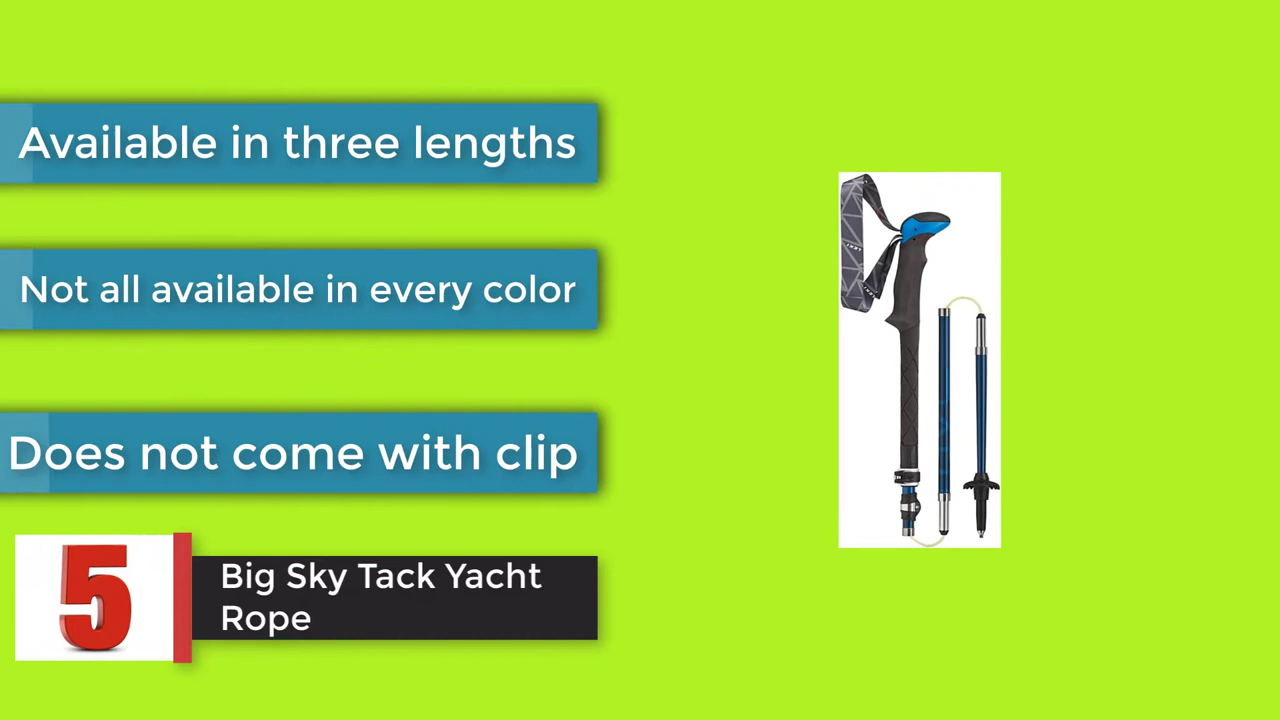 Available in three lengths
Not all available in every color
Does not come with clip
5
Big Sky Tack Yacht
Rope
LEKI